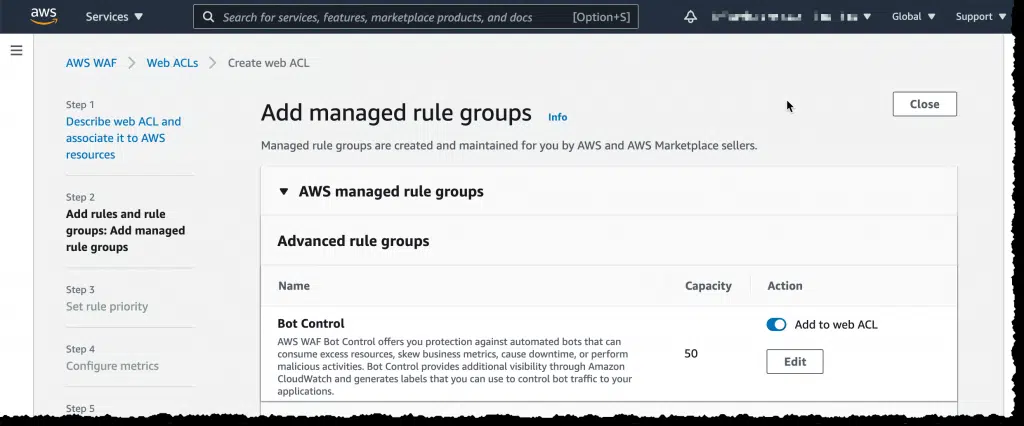 aws
Services
Search for services, features, marketplace products, and docs
[Option+S]
Global
Support
AWS WAF
Web ACLs
Create web ACL
Step 1
Describe web ACL and
associate it to AWS
resources
Step 2
Add rules and rule
groups: Add managed
rule groups
Step 3
Set rule priority
Step 4
Configure metrics
Step 5
Add managed rule groups Info
Close
Managed rule groups are created and maintained for you by AWS and AWS Marketplace sellers.
AWS managed rule groups
Advanced rule groups
Name
Capacity
Action
Bot Control
AWS WAF Bot Control offers you protection against automated bots that can
consume excess resources, skew business metrics, cause downtime, or perform
malicious activities. Bot Control provides additional visibility through Amazon
CloudWatch and generates labels that you can use to control bot traffic to your
applications.
50
Add to web ACL
Edit